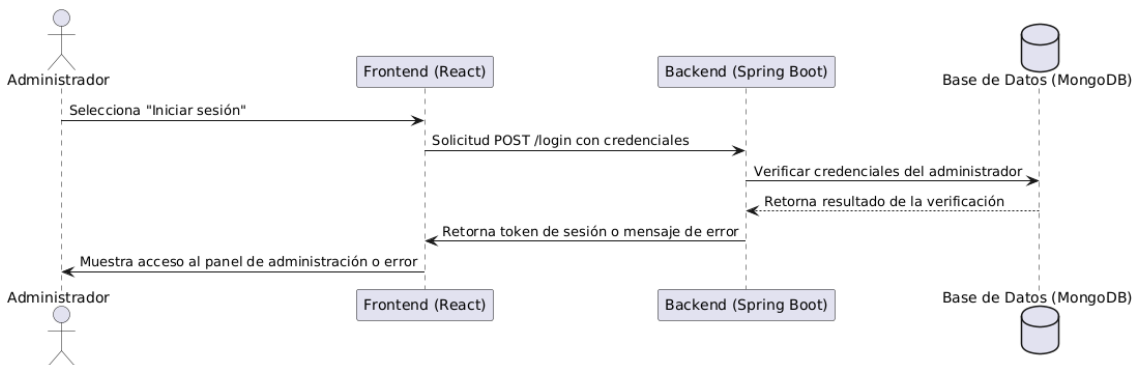 Administrador
Frontend (React)
Backend (Spring Boot)
Base de Datos (MongoDB)
Selecciona "Iniciar sesión"
Solicitud POST /login con credenciales
Verificar credenciales del administrador
Retorna resultado de la verificación
Retorna token de sesión o mensaje de error
Muestra acceso al panel de administración o error
Administrador
Frontend (React)
Backend (Spring Boot)
Base de Datos (MongoDB)